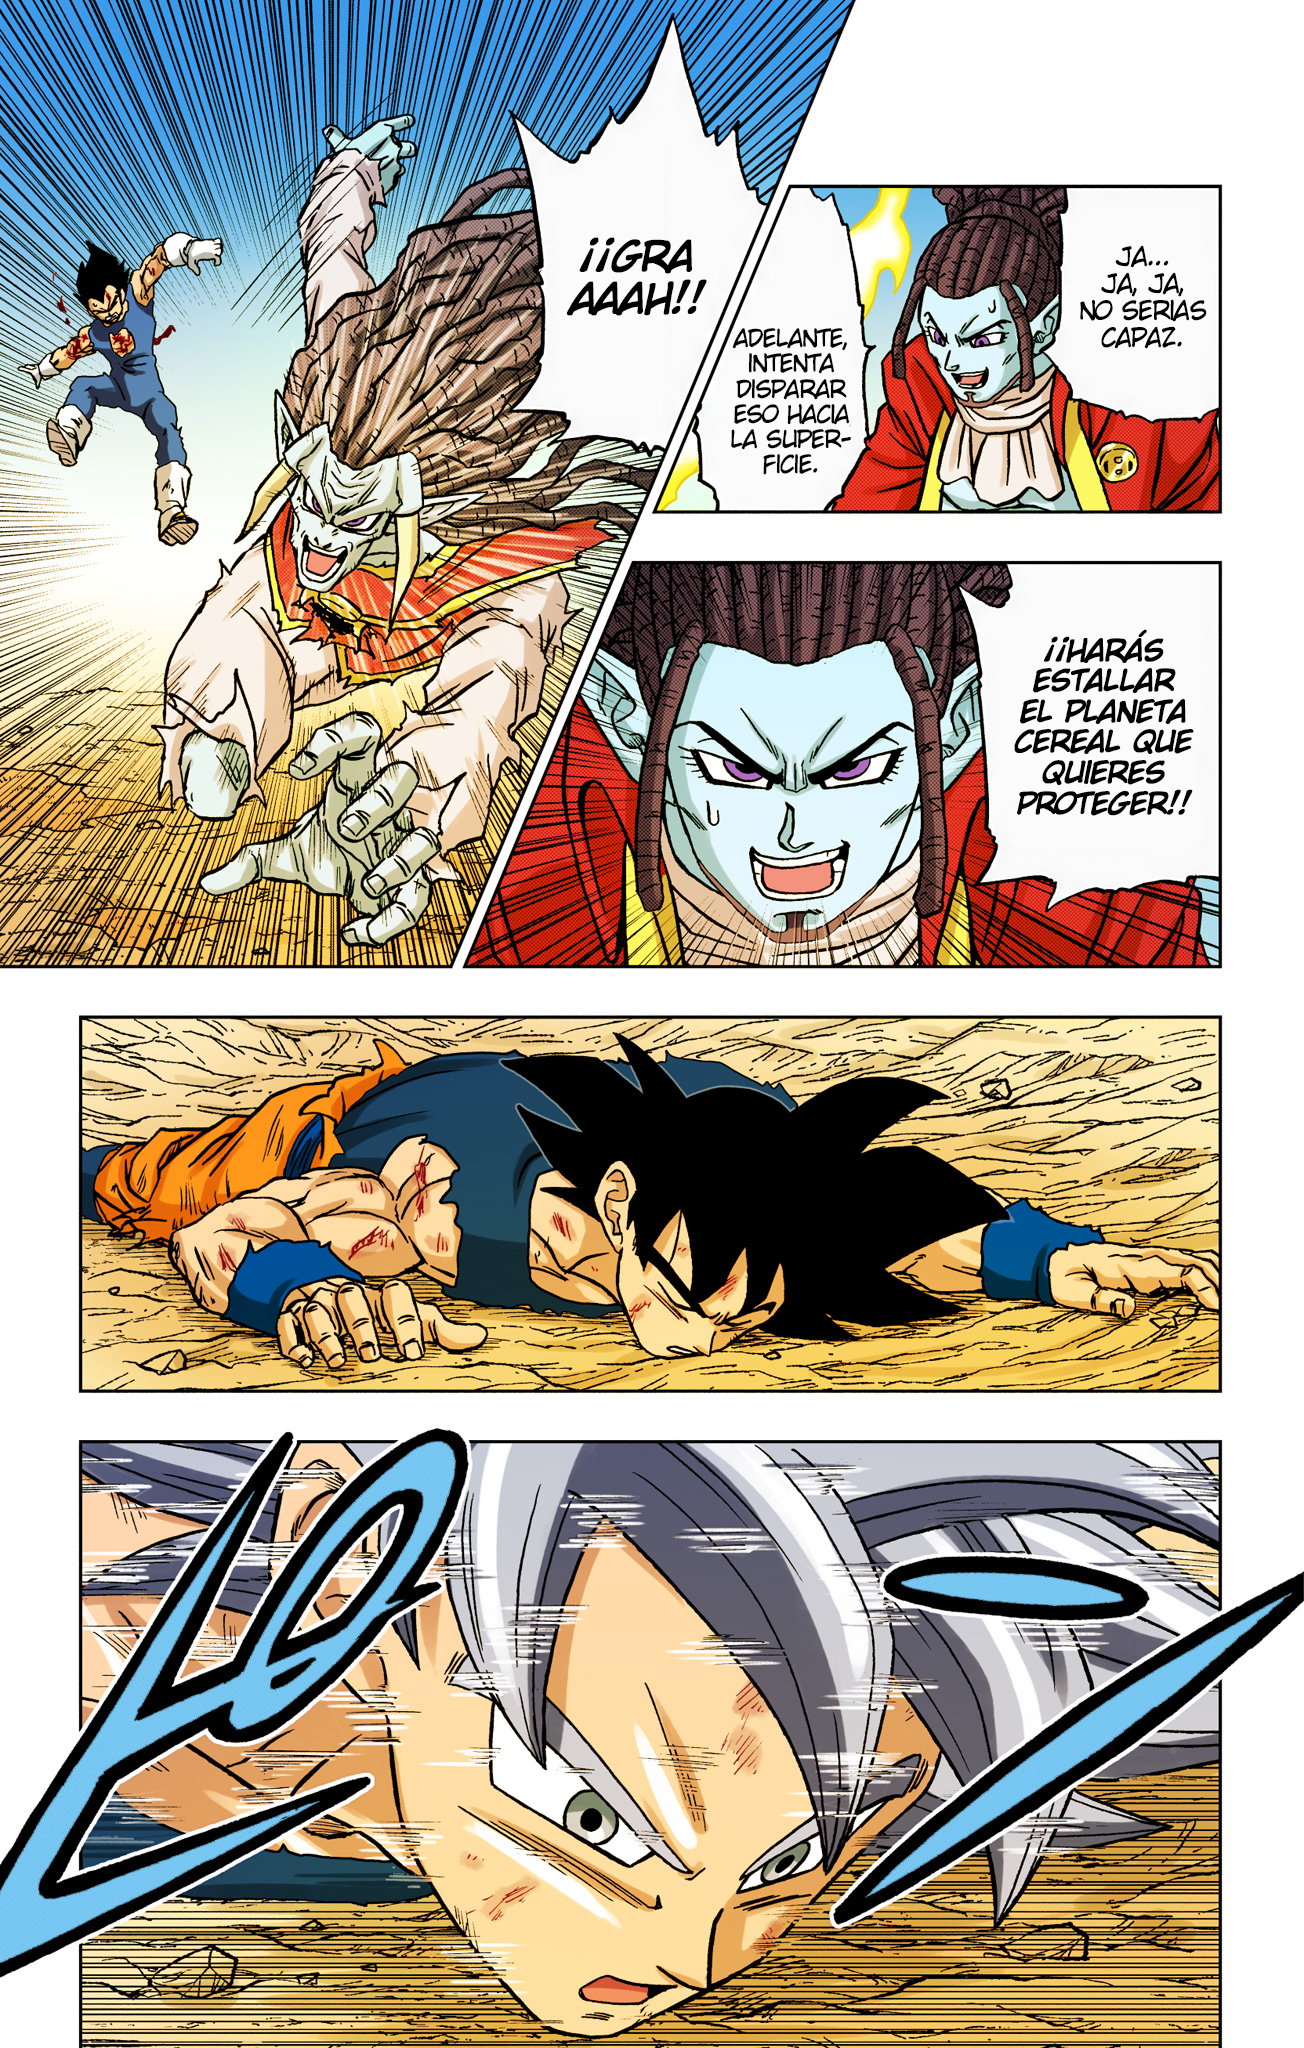 JA...
JA, JA,
NO SERIAS
CAPAZ.
ADELANTE,
INTENTA
DISPARAR
ESO HACIA
LA SUPER-
FICIE.
¡¡HARÁS
ESTALLAR
EL PLANETA
CEREAL QUE
QUIERES
PROTEGER!!
¡¡GRA
AAAH!!